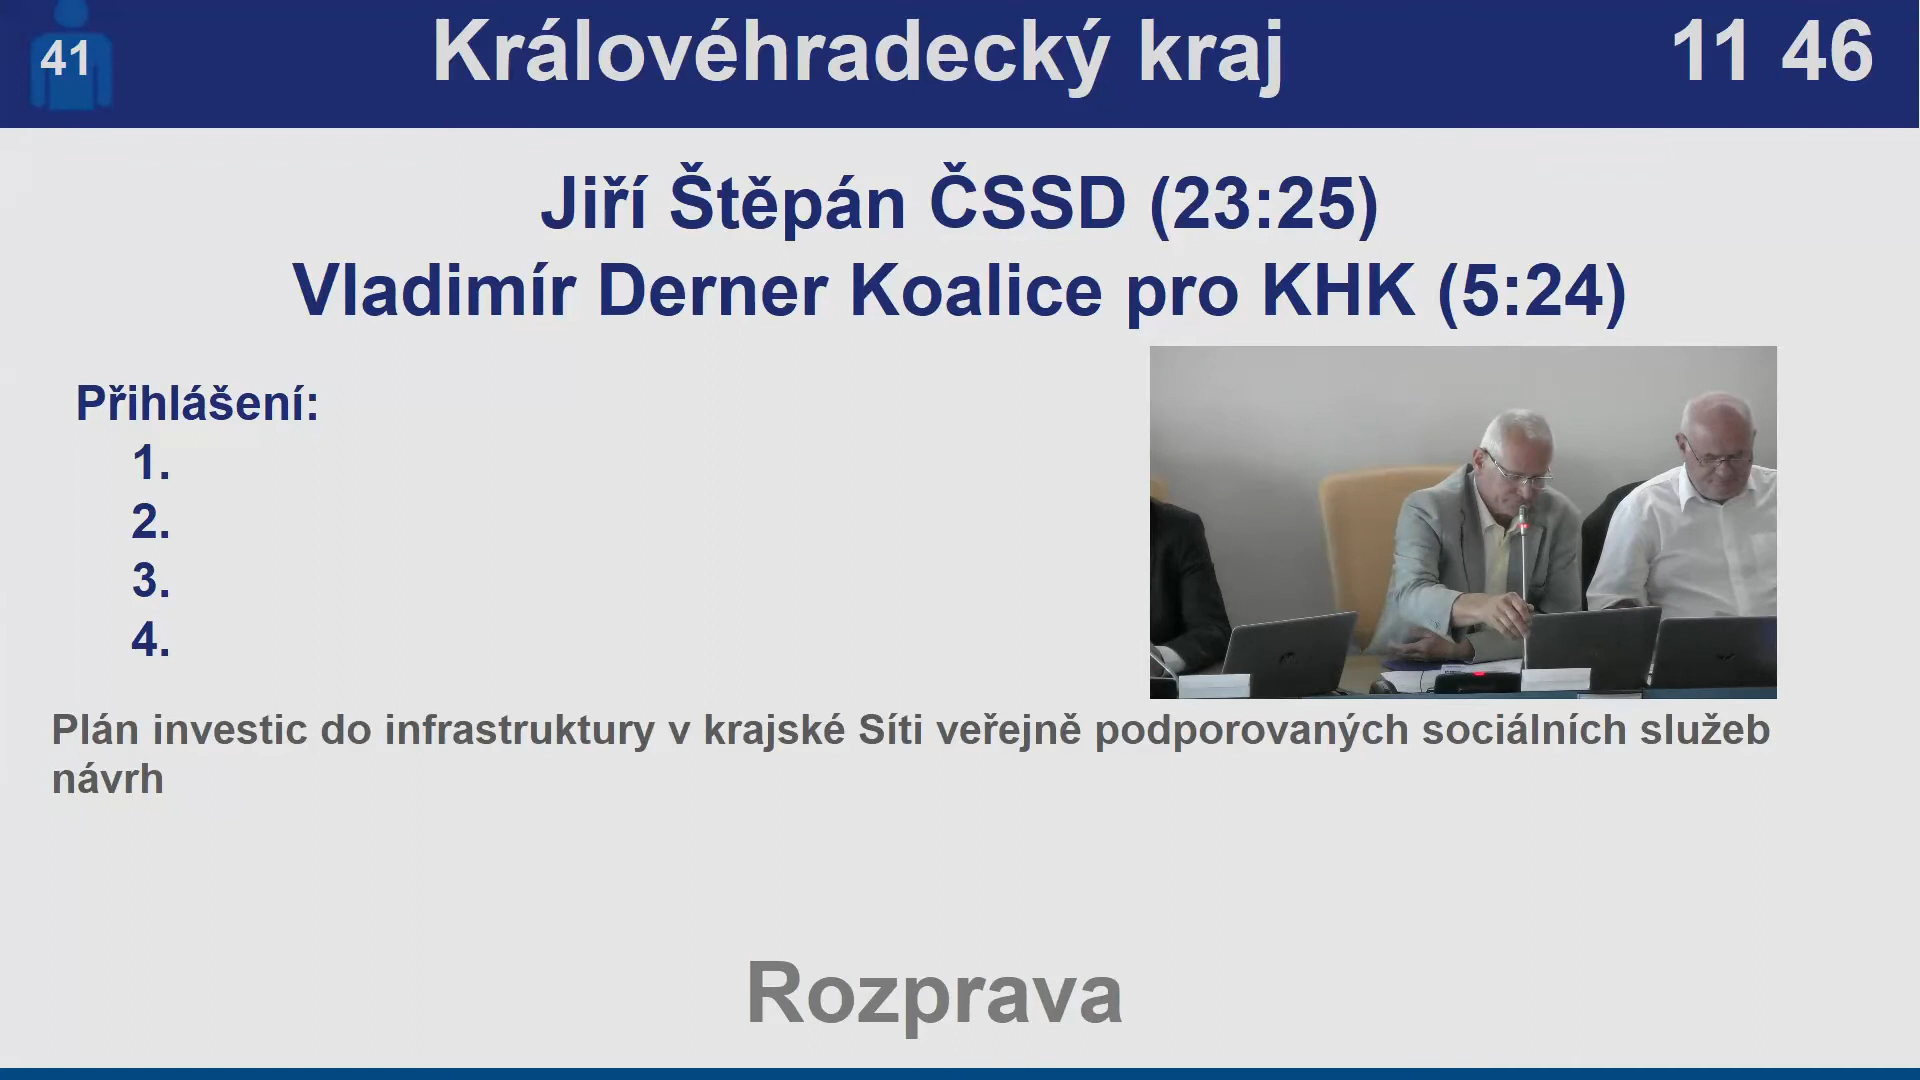 41
Královéhradecký kraj
11 46
Jiří Štěpán ČSSD (23:25)
Vladimír Derner Koalice pro KHK (5:24)
Přihlášení:
1.
2.
3.
4.
Plán investic do infrastruktury v krajské Síti veřejně podporovaných sociálních služeb
návrh
Rozprava